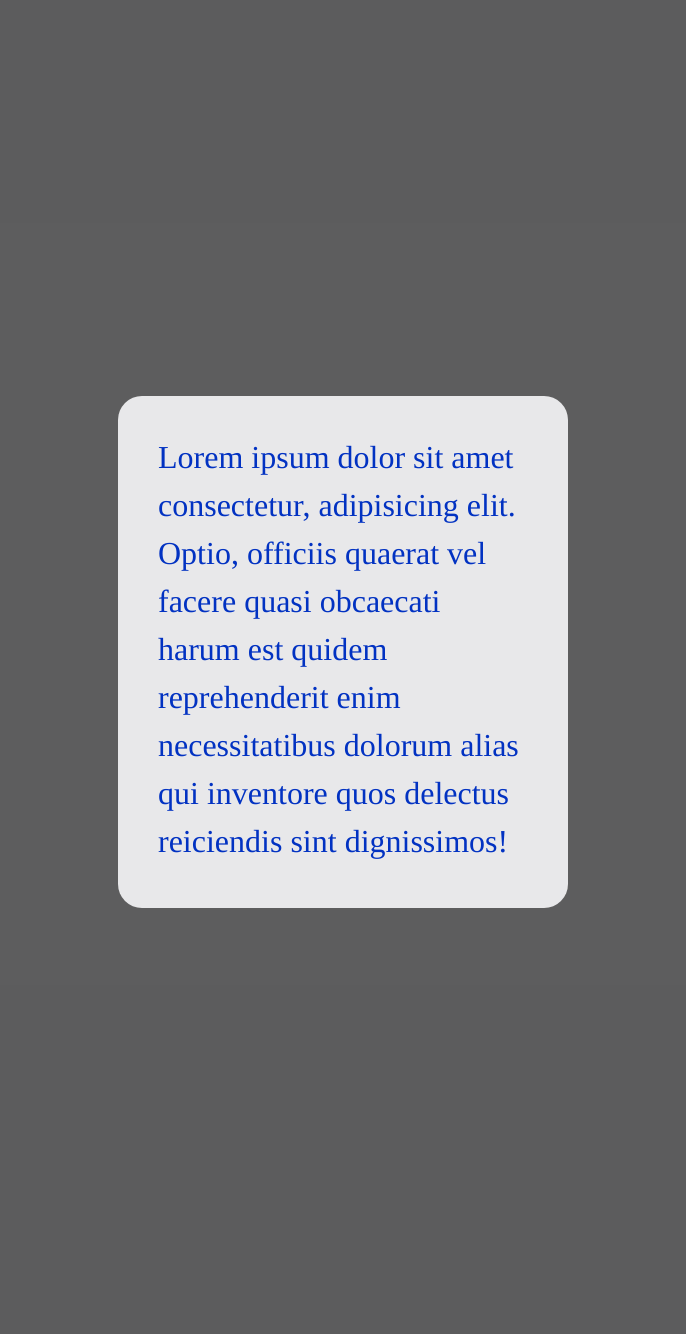 Lorem ipsum dolor sit amet
consectetur, adipisicing elit.
Optio, officiis quaerat vel
facere quasi obcaecati
harum est quidem
reprehenderit enim
necessitatibus dolorum alias
qui inventore quos delectus
reiciendis sint dignissimos!